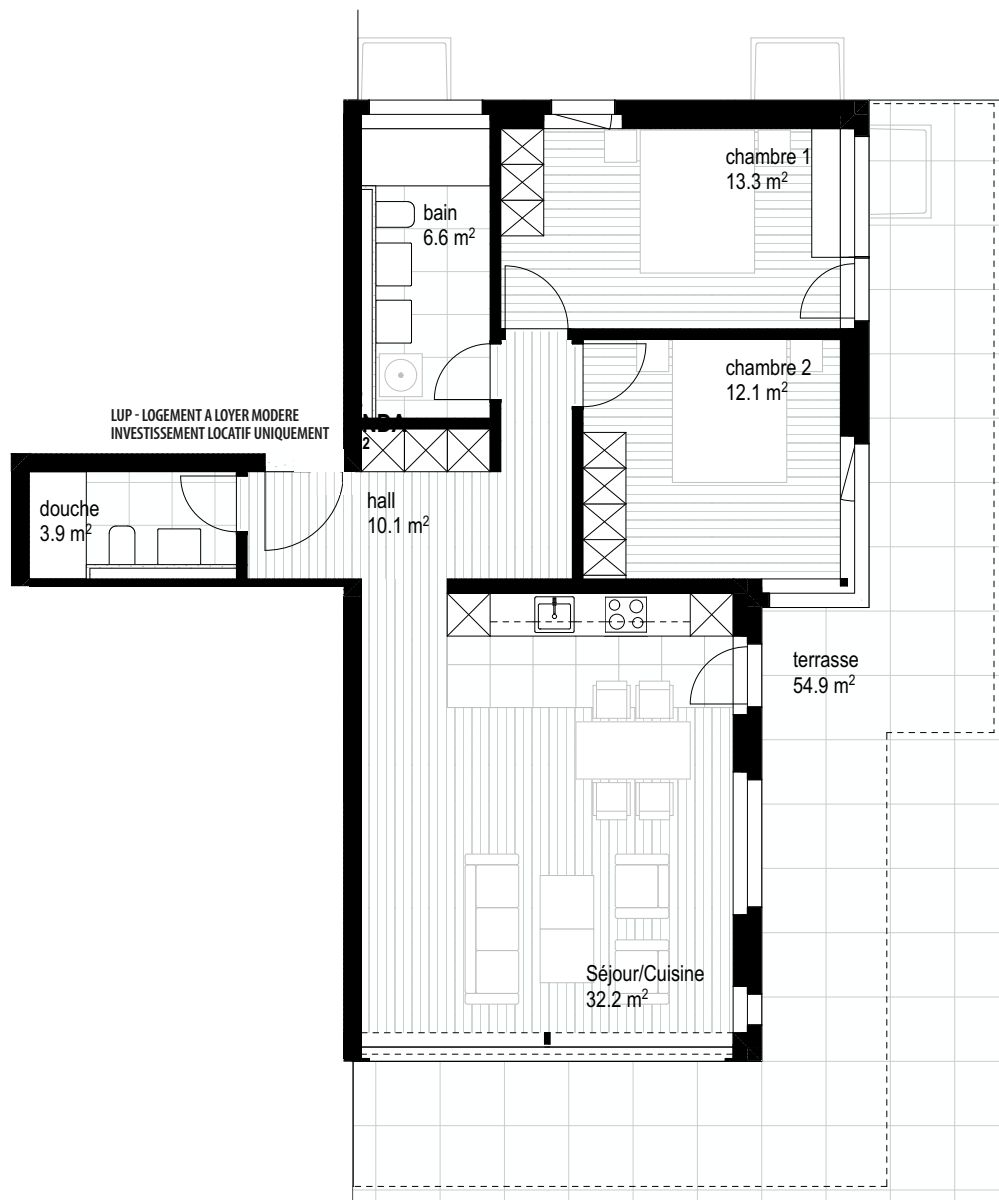 chambre 1
13.3 m²
bain
6.6 m²
chambre 2
12.1 m²
LUP - LOGEMENT A LOYER MODERE
INVESTISSEMENT LOCATIF UNIQUEMENT
2
hall
10.1 m²
douche
3.9 m²
terrasse
54.9 m²
Séjour/Cuisine
32.2 m²